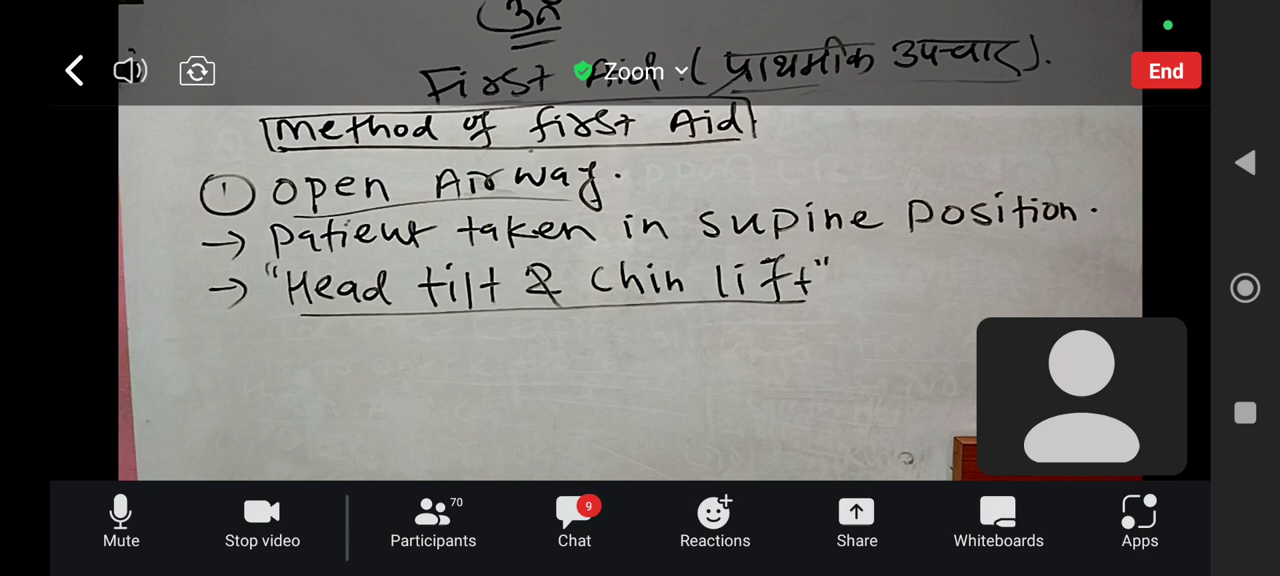 First Aid. (प्राथमीक उपचार).
Zoom
End
Method of first Aid
① open Airway.
→ patient taken in supine position.
→ "Head tilt & chin lift"
70
9
Mute
Stop video
Participants
Chat
Reactions
Share
Whiteboards
Apps